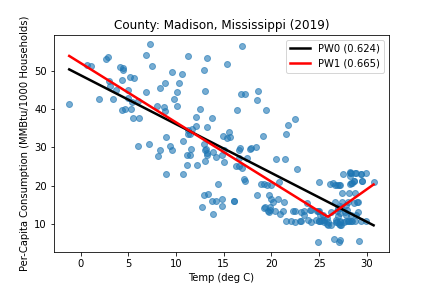 County: Madison, Mississippi (2019)
PW0 (0.624)
PW1 (0.665)
Per-Capita Consumption (MMBtu/1000 Households)
50
40
30
20
10
0 5 10 15 20 25 30
Temp (deg C)